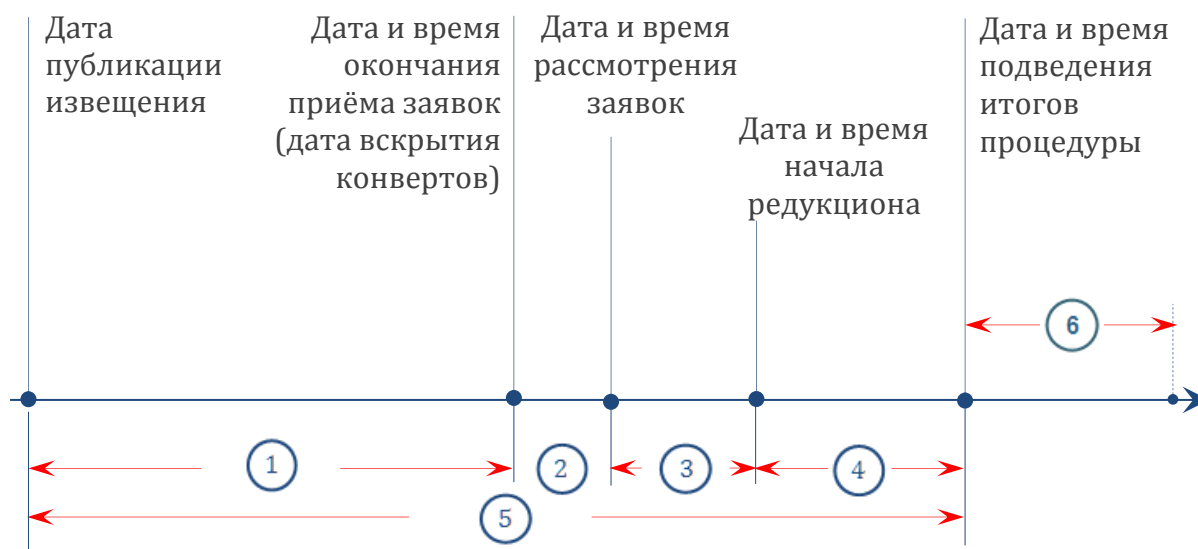 Дата
публикации
извещения
Дата и время
окончания
приёма заявок
(дата вскрытия
конвертов)
Дата и время
рассмотрения
заявок
Дата и время
начала
редукциона
Дата и время
подведения
итогов
процедуры
6
1
2
3
4
5